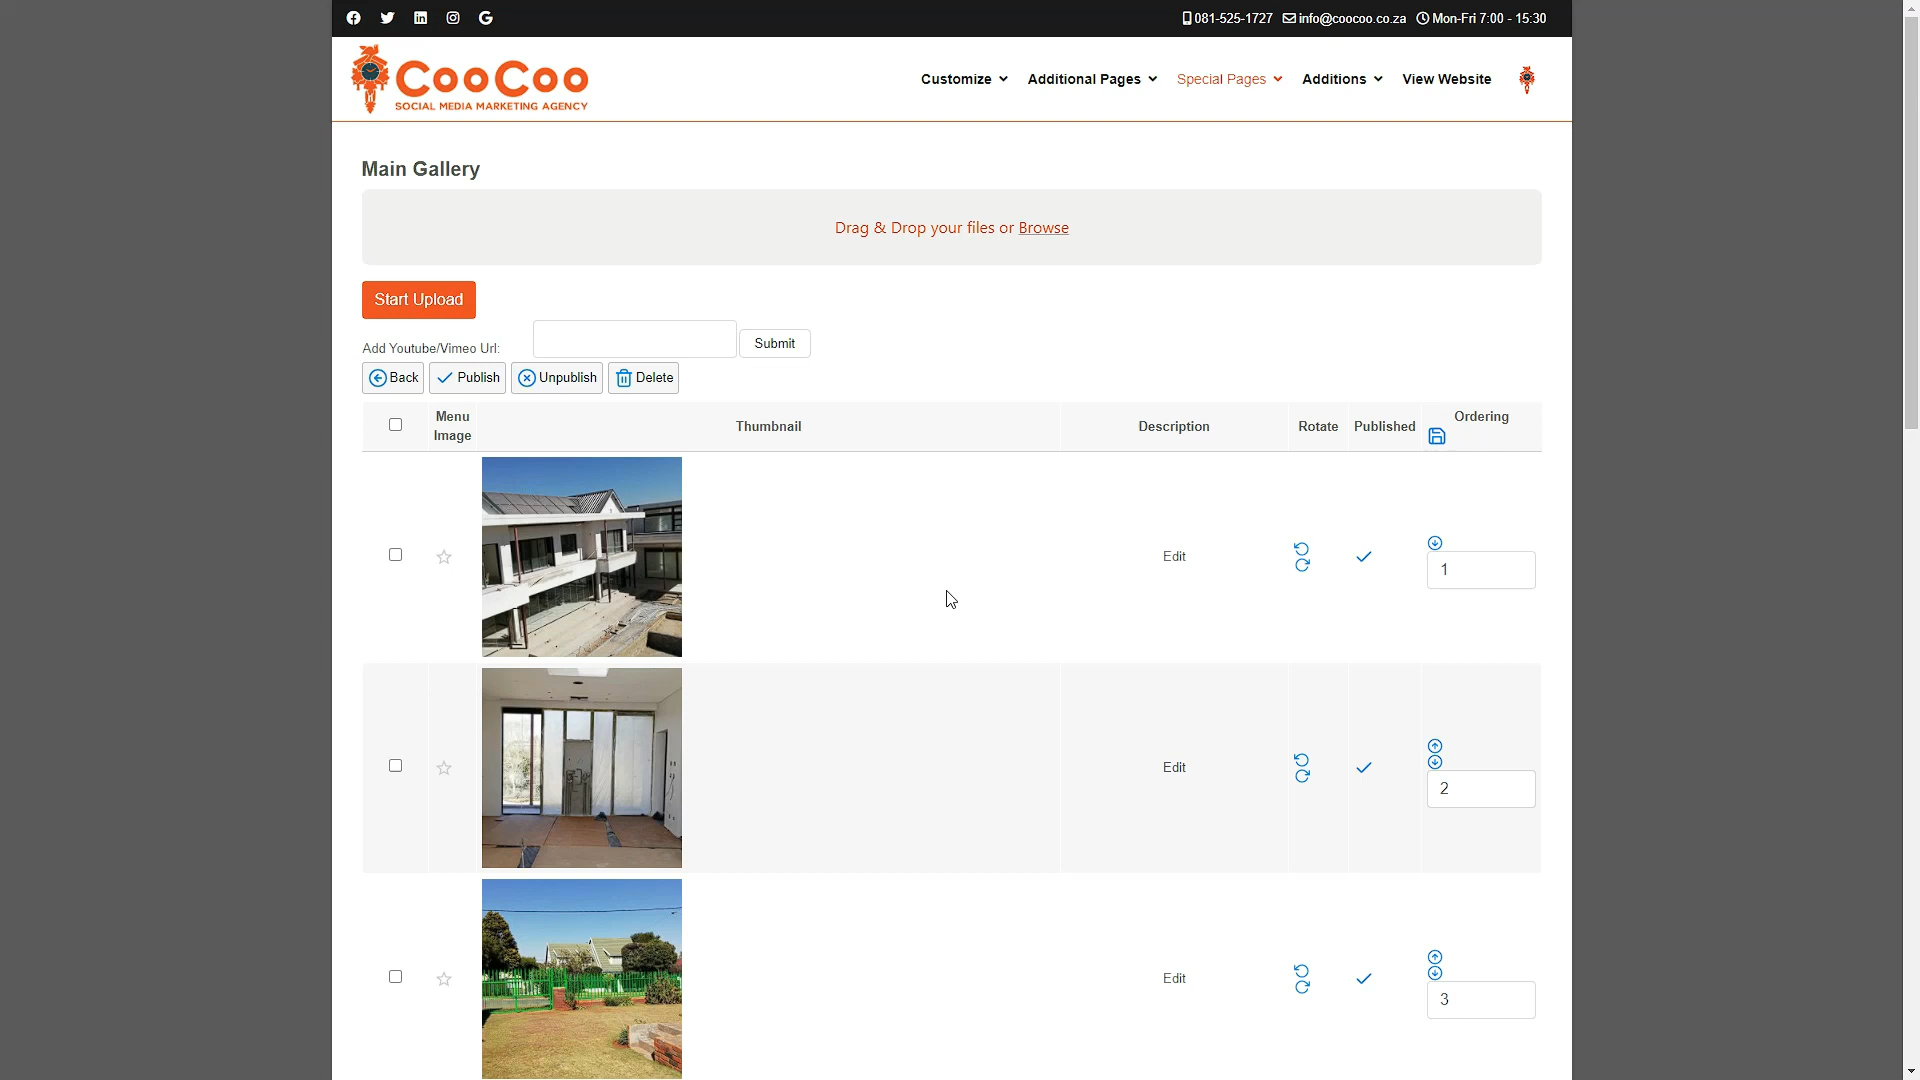 081-525-1727 info@coocoo.co.za Mon-Fri 7:00 - 15:30
CooCoo
SOCIAL MEDIA MARKETING AGENCY
Customize Additional Pages Special Pages Additions View Website
Main Gallery
Drag & Drop your files or Browse
Start Upload
Add Youtube/Vimeo Url:
Submit
Back Publish Unpublish Delete
Menu Image Thumbnail Description Rotate Published Ordering
Edit
1
Edit
2
Edit
3